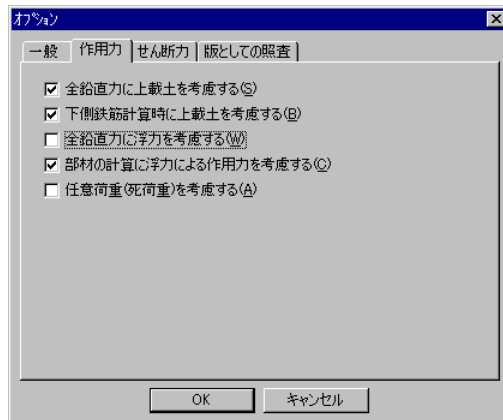 オプション
一般 作用力 せん断力 版としての照査
全鉛直力に上載土を考慮する(S)
下側鉄筋計算時に上載土を考慮する(B)
全鉛直力に浮力を考慮する(W)
部材の計算に浮力による作用力を考慮する(C)
任意荷重(死荷重)を考慮する(A)
OK キャンセル